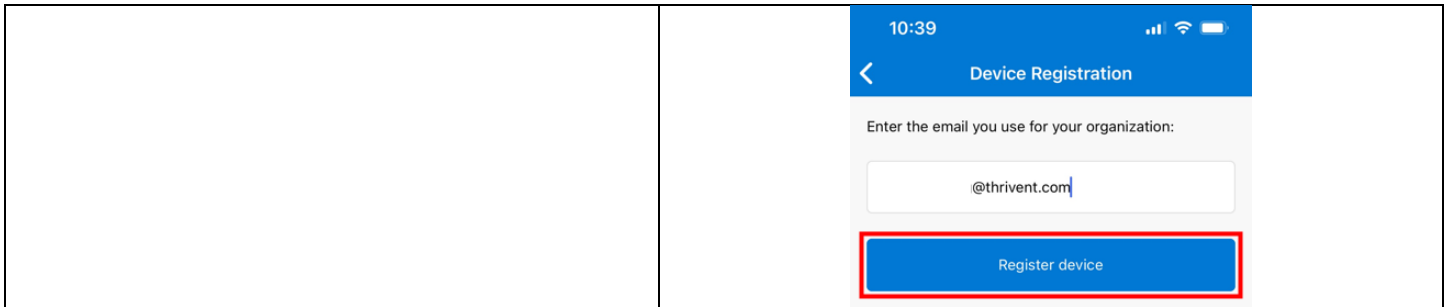 10:39
Device Registration
Enter the email you use for your organization:
@thrivent.com
Register device